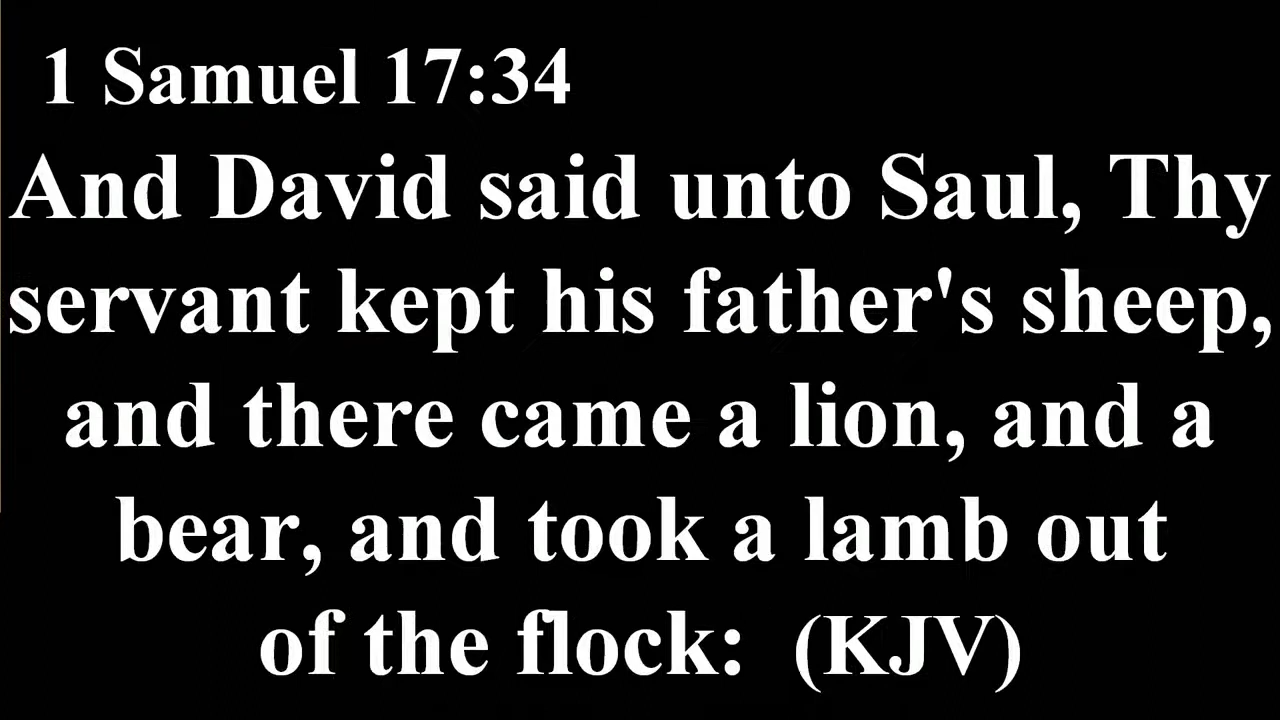 1 Samuel 17:34
And David said unto Saul, Thy
servant kept his father's sheep,
and there came a lion, and a
bear, and took a lamb out
of the flock:  (KJV)